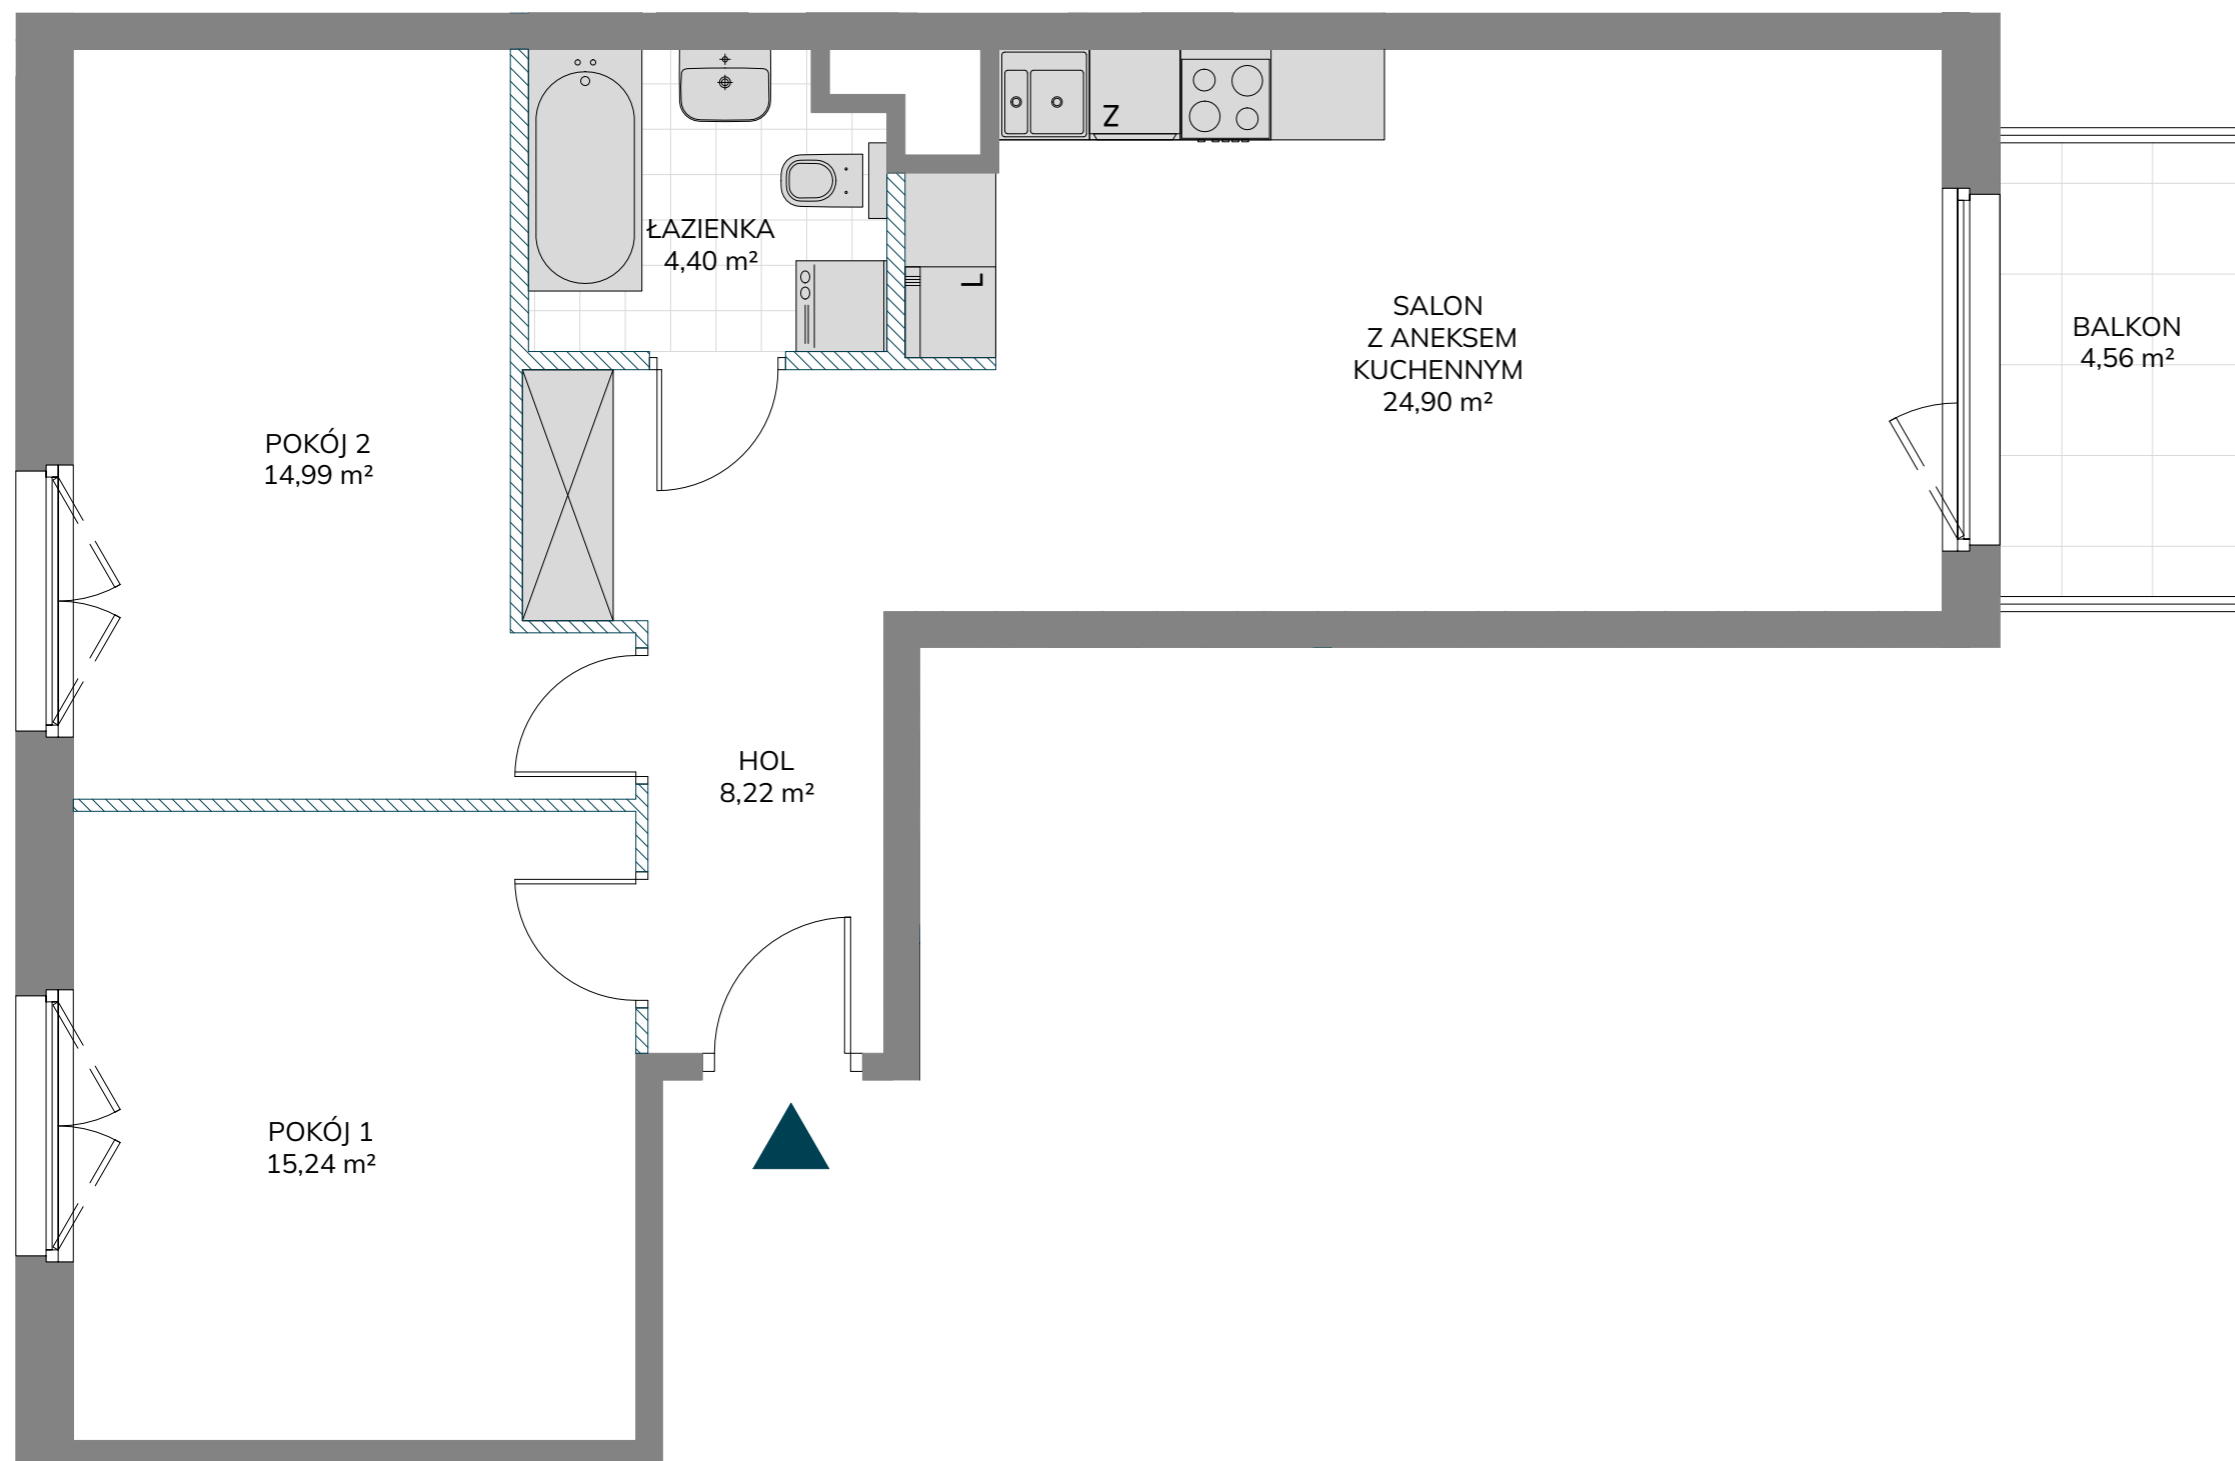 Z
ŁAZIENKA
4,40 m²
L
SALON
Z ANEKSEM
KUCHENNYM
24,90 m²
BALKON
4,56 m²
POKÓJ 2
14,99 m²
HOL
8,22 m²
POKÓJ 1
15,24 m²